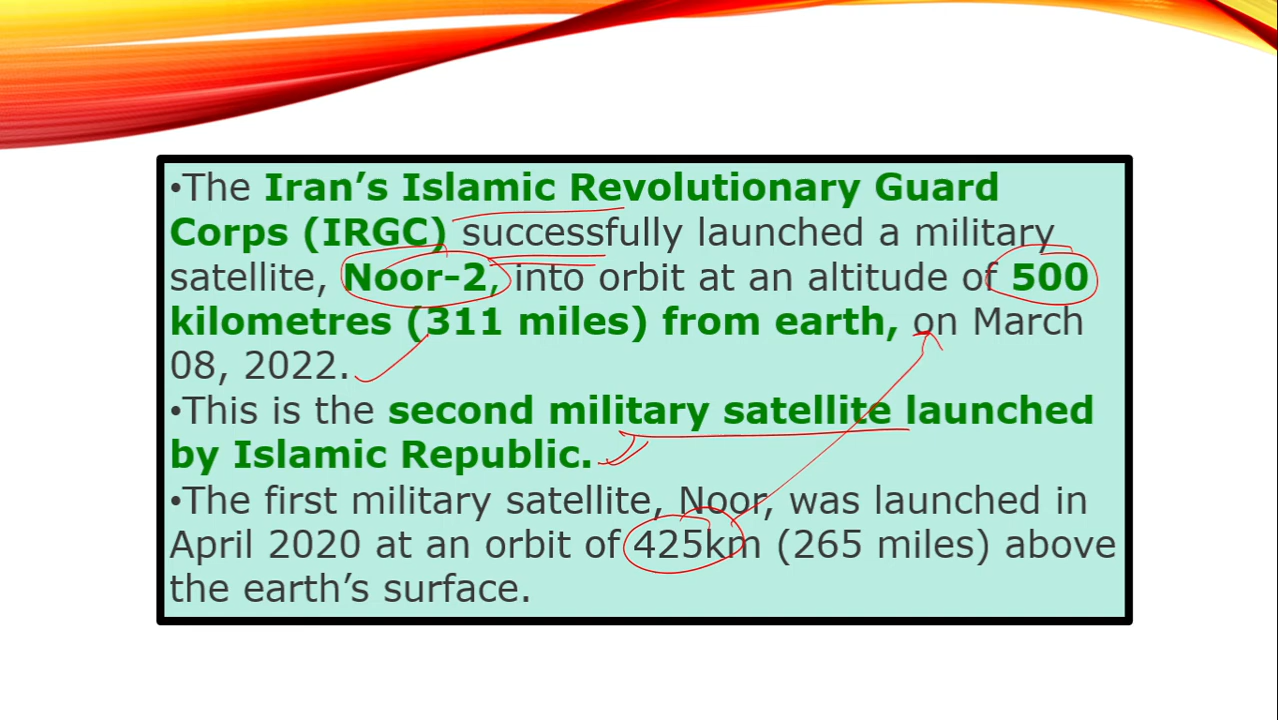 •The Iran’s Islamic Revolutionary Guard
Corps (IRGC) successfully launched a military
satellite, Noor-2, into orbit at an altitude of 500
kilometres (311 miles) from earth, on March
08, 2022.
•This is the second military satellite launched
by Islamic Republic.
•The first military satellite, Noor, was launched in
April 2020 at an orbit of 425km (265 miles) above
the earth’s surface.